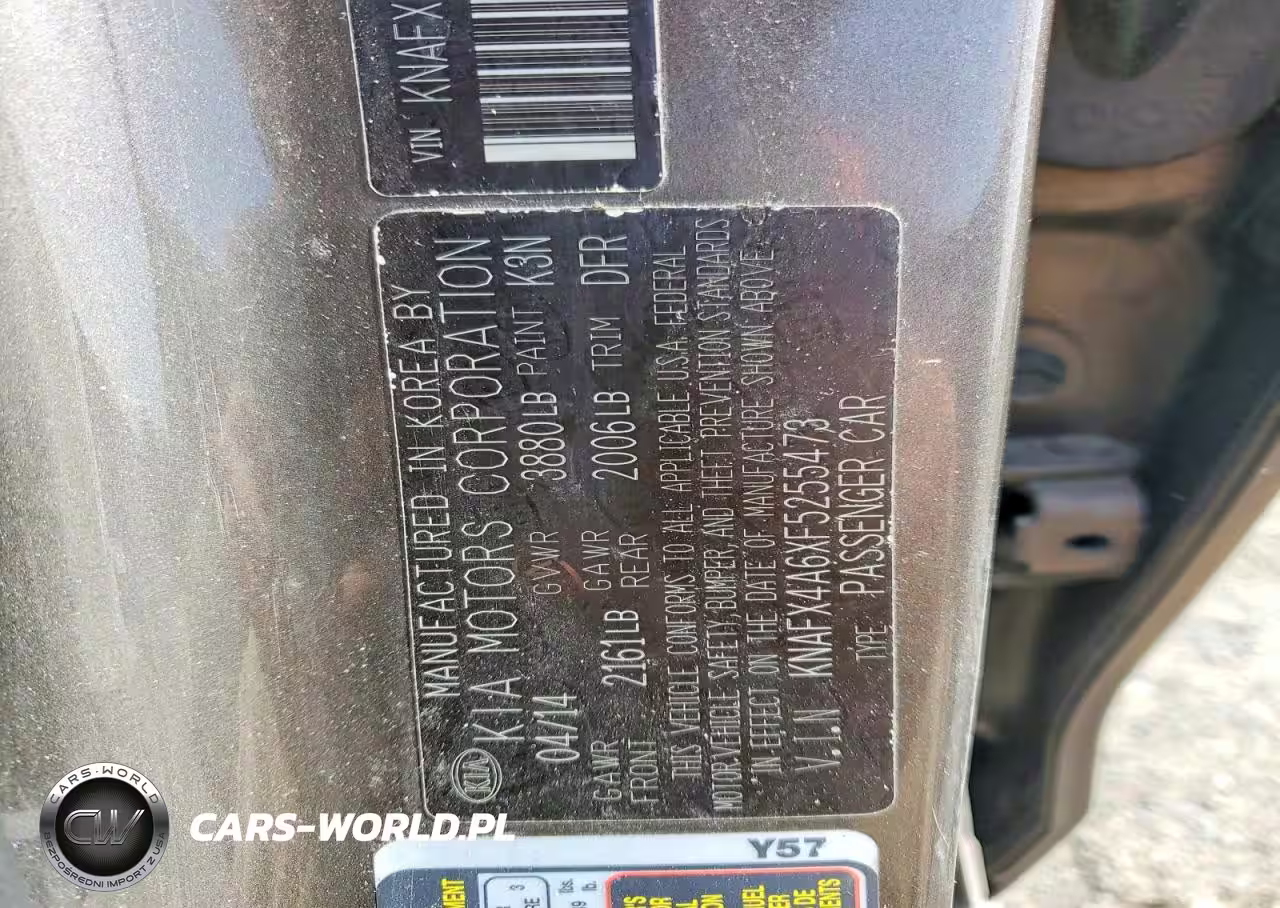 VIN : KNAFX
MANUFACTURED IN KOREA BY
KIA KIA MOTORS CORPORATION
04/14 GVWR 3880LB PAINT K3N
GAWR FRONT 2161LB GAWR REAR 2006LB TRIM DFR
THIS VEHICLE CONFORMS TO ALL APPLICABLE U.S.A. FEDERAL
MOTOR VEHICLE SAFETY, BUMPER, AND THEFT PREVENTION STANDARDS
IN EFFECT ON THE DATE OF MANUFACTURE SHOWN ABOVE.
V.I.N KNAFX4A6XF5255473
TYPE : PASSENGER CAR
Y57
CARS-WORLD
CW
BEZPOŚREDNI IMPORT Z USA
CARS-WORLD.PL